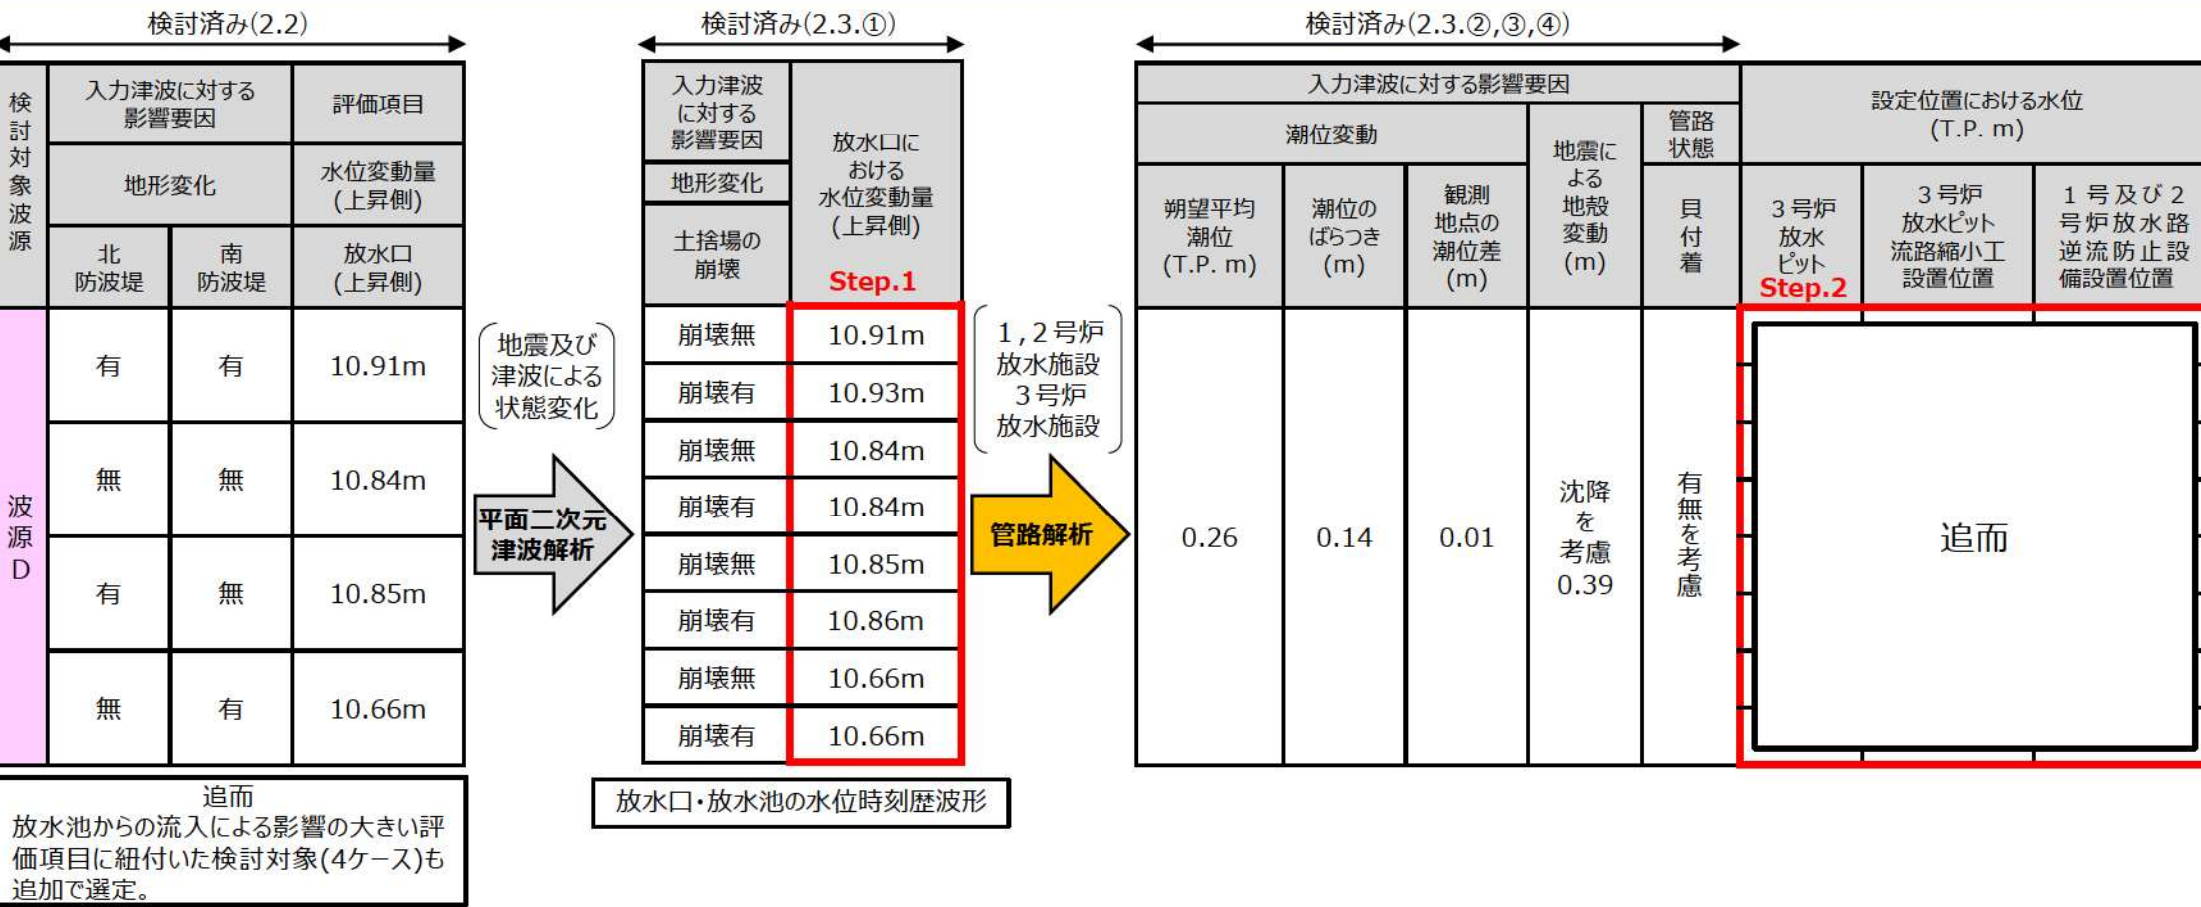 検討済み(2.2)
検討対象波源
入力津波に対する
影響要因
評価項目
地形変化
水位変動量
(上昇側)
北
防波堤
南
防波堤
放水口
(上昇側)
波源D
有
有
10.91m
無
無
10.84m
有
無
10.85m
無
有
10.66m
追而
放水池からの流入による影響の大きい評
価項目に紐付いた検討対象(4ケース)も
追加で選定。
地震及び
津波による
状態変化
平面二次元
津波解析
検討済み(2.3.①)
入力津波
に対する
影響要因
地形変化
土捨場の
崩壊
放水口に
おける
水位変動量
(上昇側)
Step.1
崩壊無
10.91m
崩壊有
10.93m
崩壊無
10.84m
崩壊有
10.84m
崩壊無
10.85m
崩壊有
10.86m
崩壊無
10.66m
崩壊有
10.66m
放水口・放水池の水位時刻歴波形
1,2号炉
放水施設
3号炉
放水施設
管路解析
検討済み(2.3.②,③,④)
入力津波に対する影響要因
潮位変動
朔望平均
潮位
(T.P. m)
潮位の
ばらつき
(m)
観測
地点の
潮位差
(m)
地震に
よる
地殻
変動
(m)
管路
状態
貝付着
設定位置における水位
(T.P. m)
3号炉
放水
ピット
Step.2
3号炉
放水ピット
流路縮小工
設置位置
1号及び2
号炉放水路
逆流防止設
備設置位置
0.26
0.14
0.01
沈降
を
考慮
0.39
有無を考慮
追而